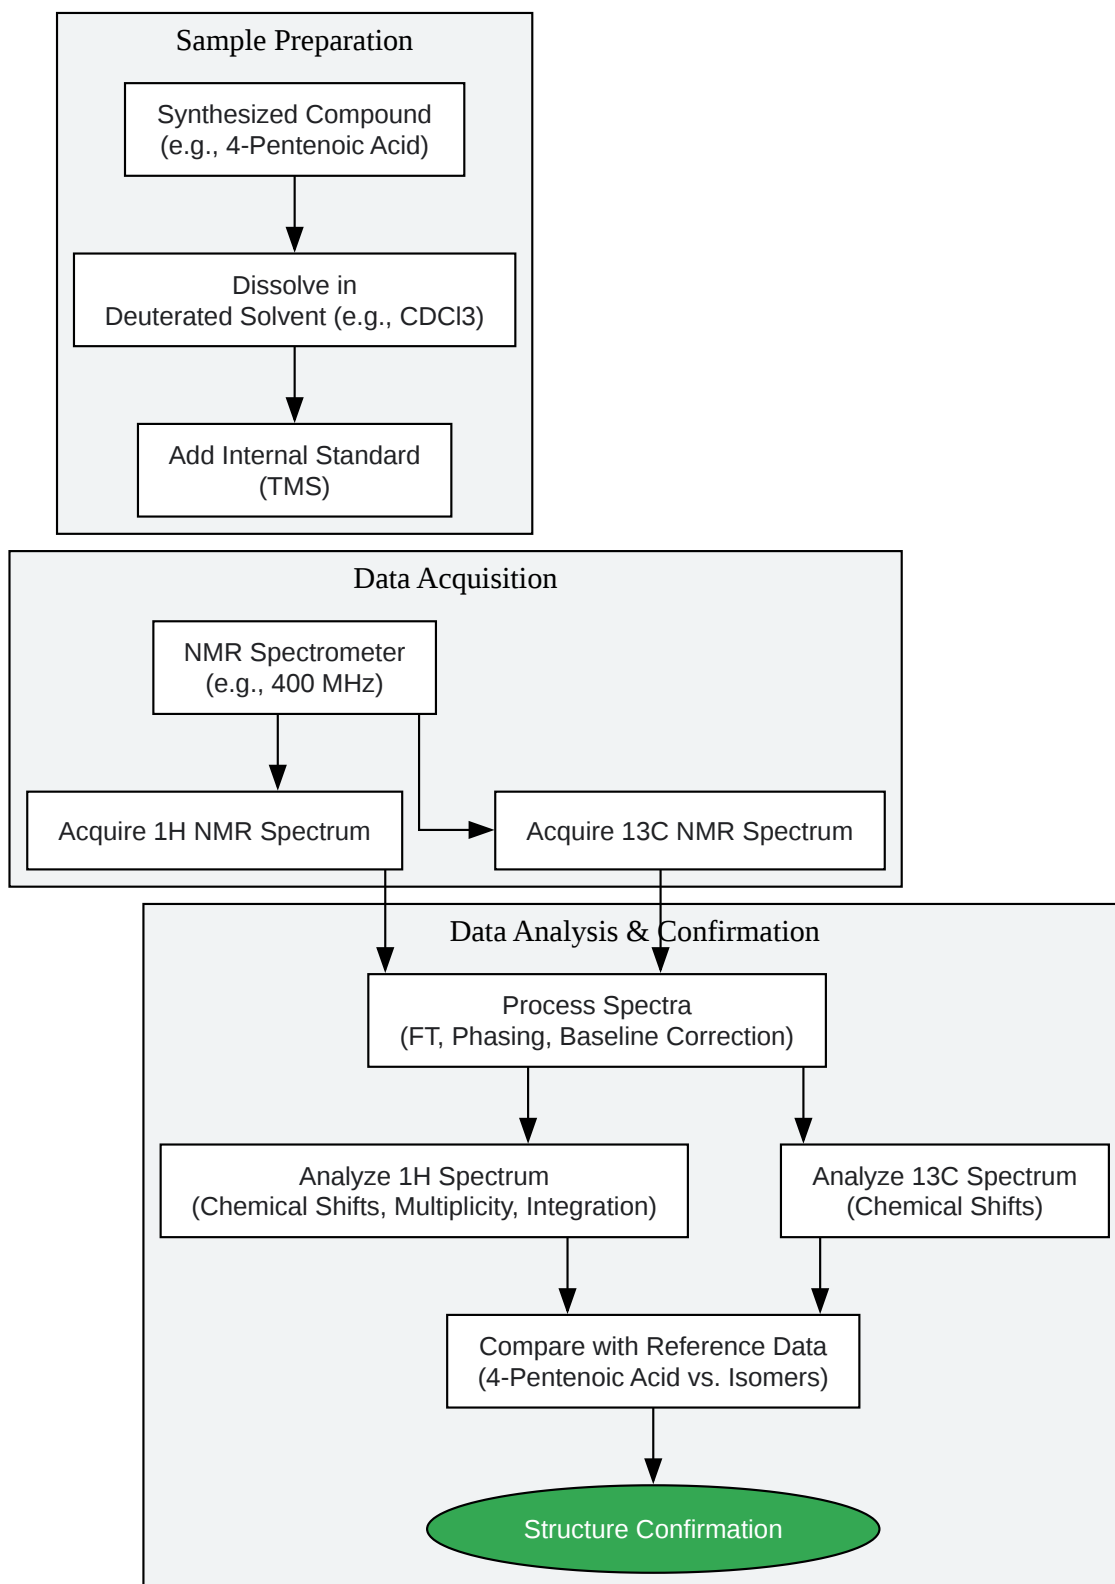 Sample Preparation
Synthesized Compound
(e.g., 4-Pentenoic Acid)
Dissolve in
Deuterated Solvent (e.g., CDCl3)
Add Internal Standard
(TMS)
Data Acquisition
NMR Spectrometer
(e.g., 400 MHz)
Acquire 1H NMR Spectrum
Acquire 13C NMR Spectrum
Data Analysis & Confirmation
Process Spectra
(FT, Phasing, Baseline Correction)
Analyze 1H Spectrum
(Chemical Shifts, Multiplicity, Integration)
Analyze 13C Spectrum
(Chemical Shifts)
Compare with Reference Data
(4-Pentenoic Acid vs. Isomers)
Structure Confirmation